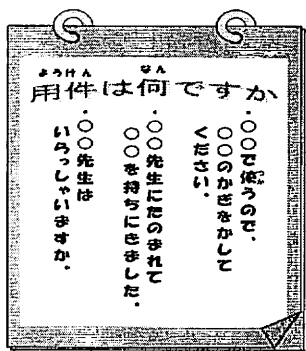 用件は何ですか
・○○で使うので、
○○のかぎをかして
ください。
・○○先生にたのまれて
○○を持ちにきました。
・○○先生は
いらっしゃいますか。